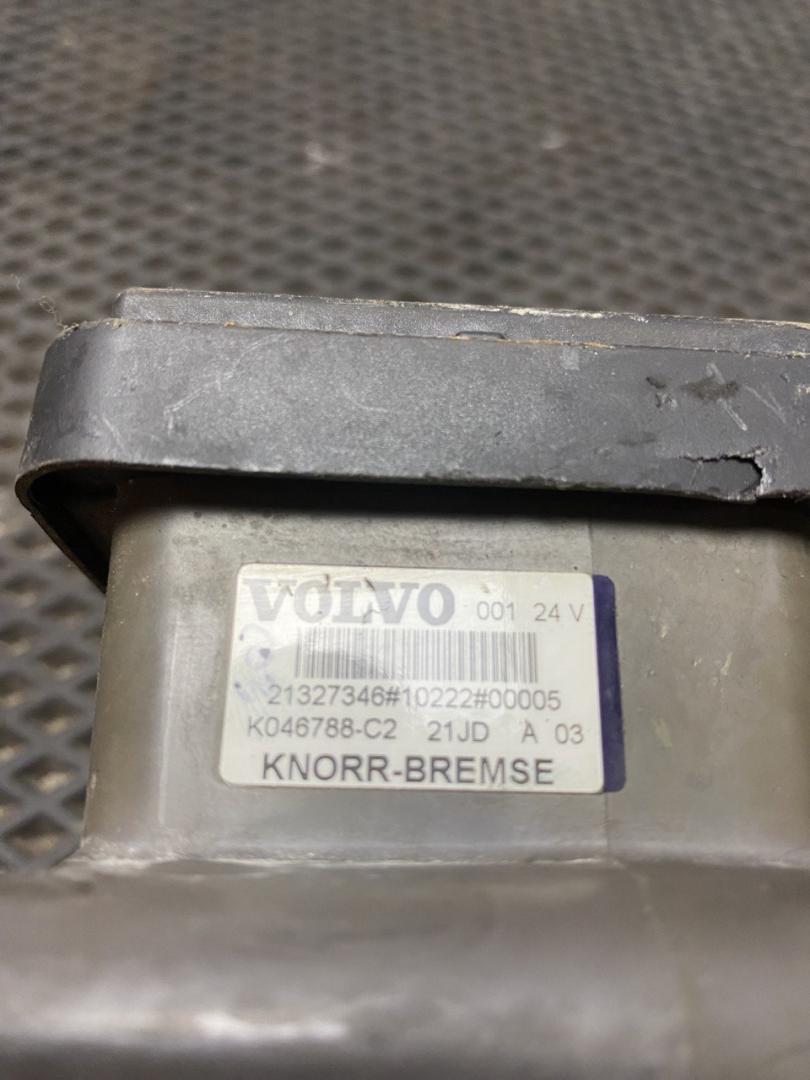 VOLVO 001 24 V
21327346#10222#00005
K046788-C2 21JD A 03
KNORR-BREMSE